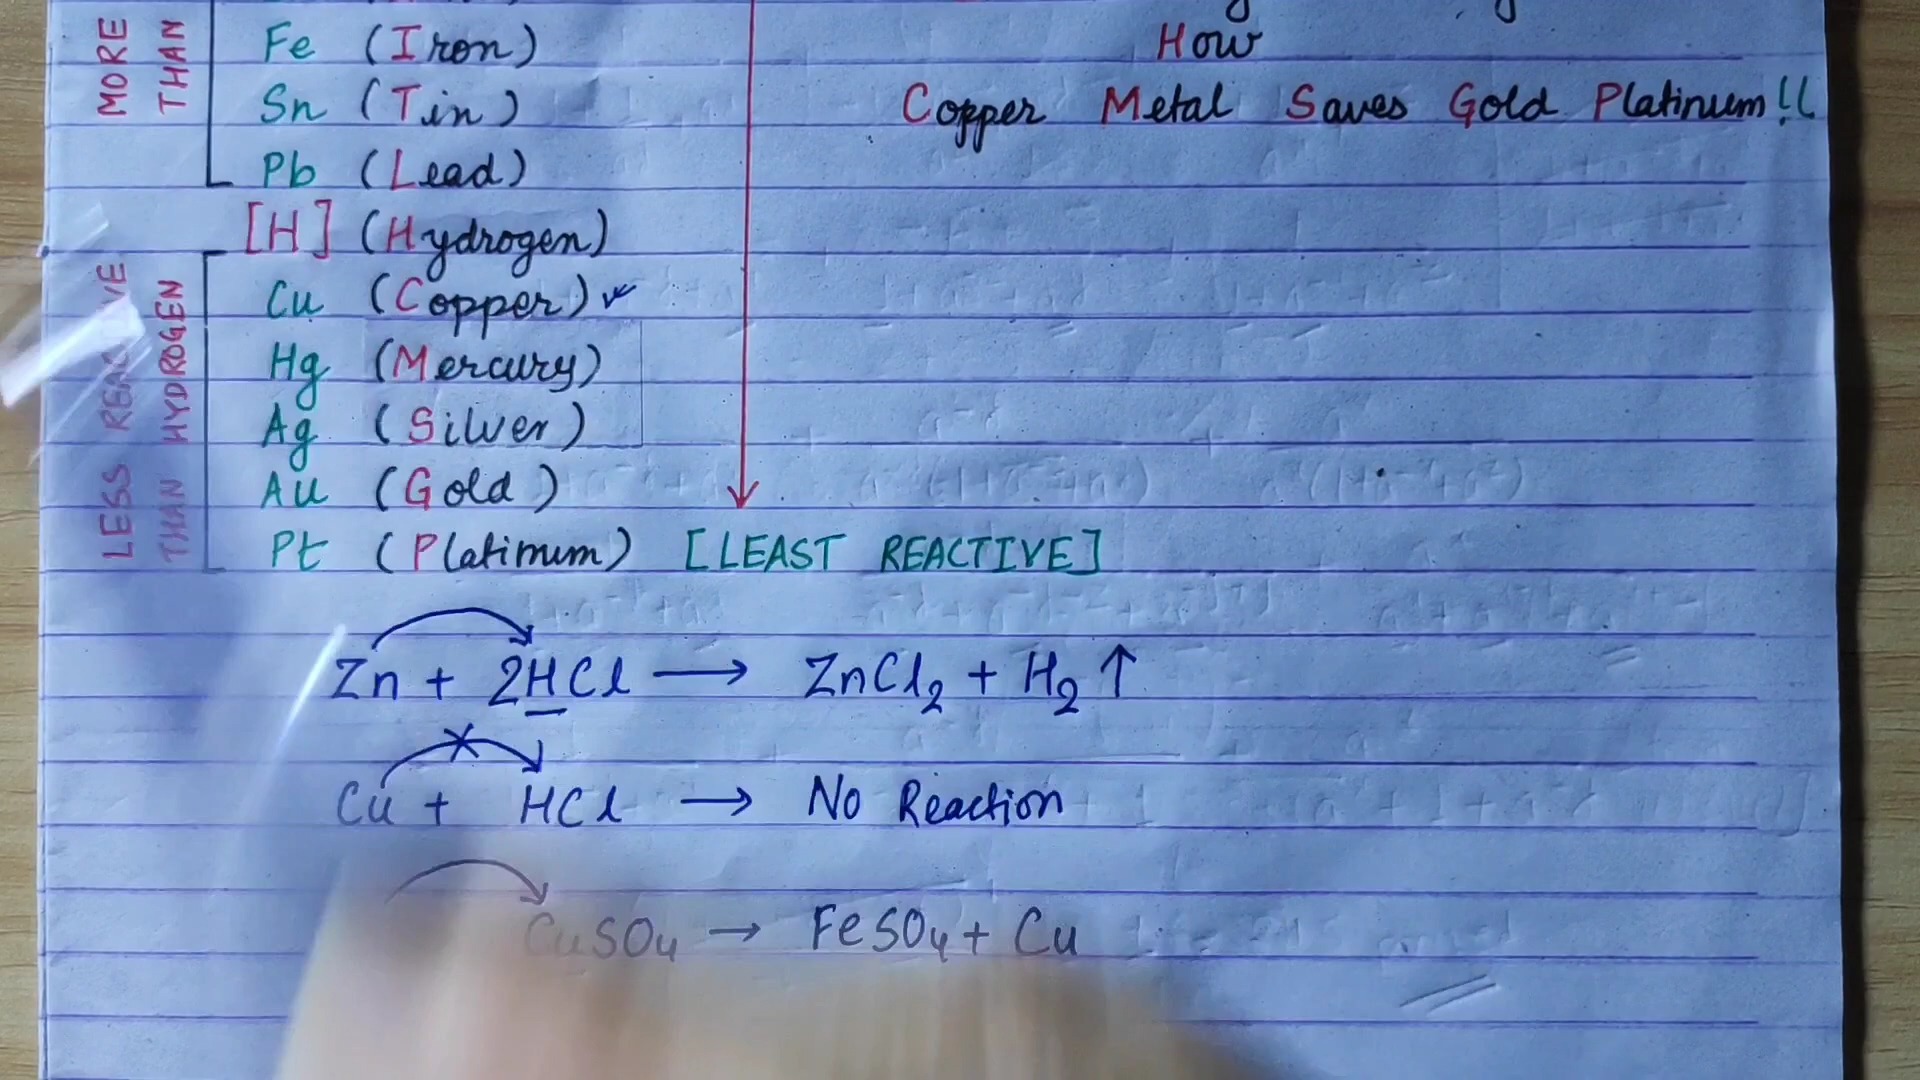 MORE THAN
Fe (Iron)
Sn (Tin)
Pb (Lead)
[H] (Hydrogen)
LESS REACTIVE THAN HYDROGEN
Cu (Copper)
Hg (Mercury)
Ag (Silver)
Au (Gold)
Pt (Platinum) [LEAST REACTIVE]
How
Copper Metal Saves Gold Platinum!!
Zn + 2HCl → ZnCl₂ + H₂ ↑
Cu + HCl → No Reaction
CuSO₄ → FeSO₄ + Cu